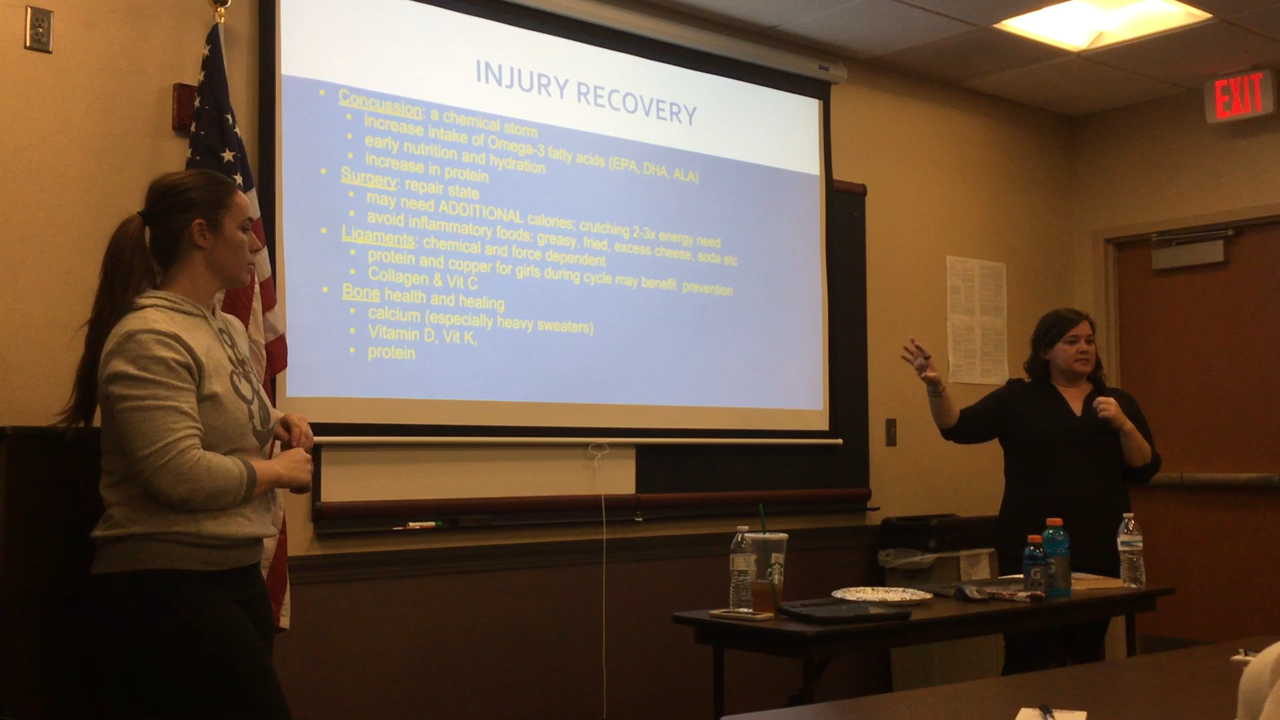 INJURY RECOVERY
• Concussion: a chemical storm
• increase intake of Omega-3 fatty acids (EPA, DHA, ALA)
• early nutrition and hydration
• increase in protein
• Surgery: repair state
• may need ADDITIONAL calories; crutching 2-3x energy need
• avoid inflammatory foods: greasy, fried, excess cheese, soda etc
• Ligaments: chemical and force dependent
• protein and copper for girls during cycle may benefit prevention
• Collagen & Vit C
• Bone health and healing
• calcium (especially heavy sweaters)
• Vitamin D, Vit K,
• protein
EXIT